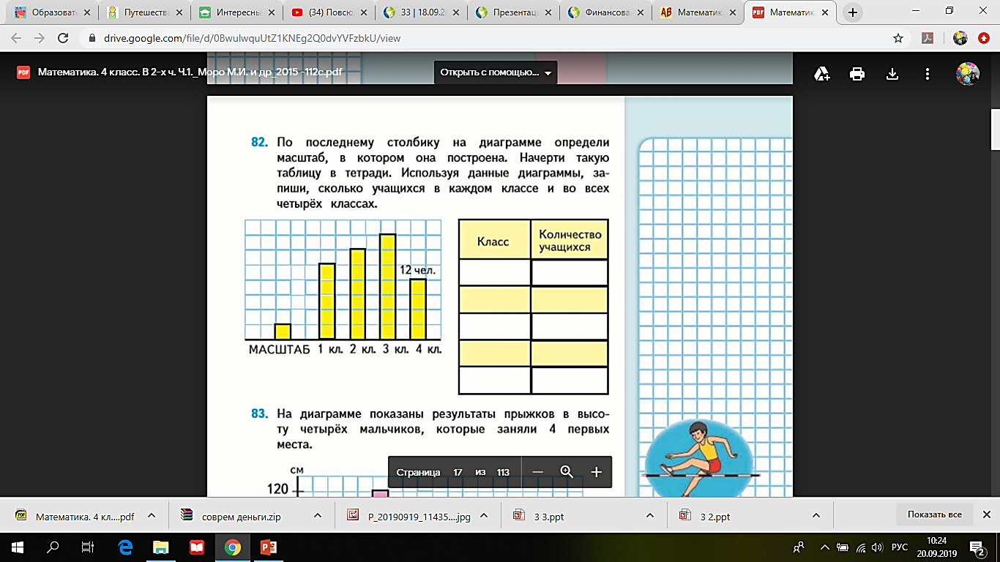 Образоват
Путешеств
Интересны
(34) Повсю
33 | 18.09.2
Презентац
Финансова
Математик
Математик
drive.google.com/file/d/0BwuIwquUtZ1KNEg2Q0dvYVFzbkU/view
PDF Математика. 4 класс. В 2-х ч. Ч.1._Моро М.И. и др_2015 -112с.pdf
Открыть с помощью...
82. По последнему столбику на диаграмме определи
масштаб, в котором она построена. Начерти такую
таблицу в тетради. Используя данные диаграммы, за-
пиши, сколько учащихся в каждом классе и во всех
четырёх классах.
12 чел.
МАСШТАБ 1 кл. 2 кл. 3 кл. 4 кл.
Класс
Количество
учащихся
83. На диаграмме показаны результаты прыжков в высо-
ту четырёх мальчиков, которые заняли 4 первых
места.
см
120
Страница 17 из 113
Математика. 4 кл....pdf
соврем деньги.zip
P_20190919_11435....jpg
3 3.ppt
3 2.ppt
Показать все
РУС
10:24
20.09.2019
2